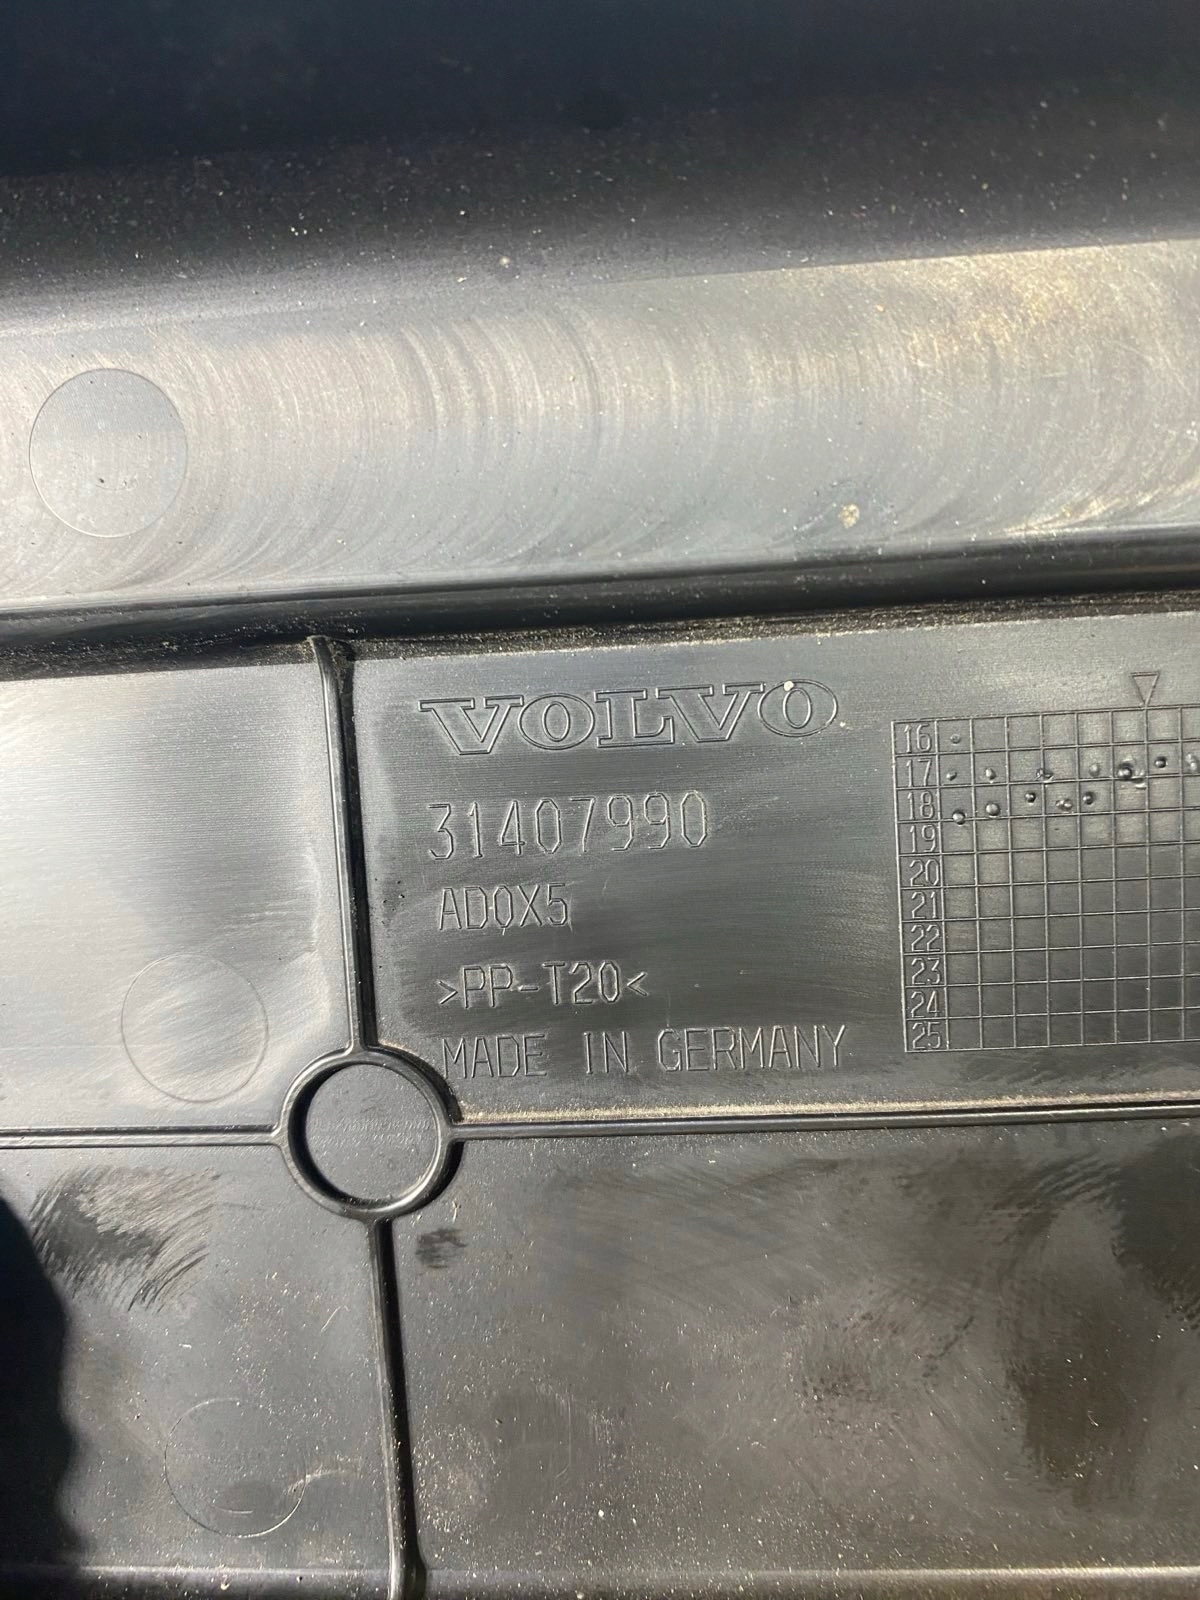 VOLVO
31407990
ADQX5
>PP-T20<
MADE IN GERMANY
16
17
18
19
20
21
22
23
24
25